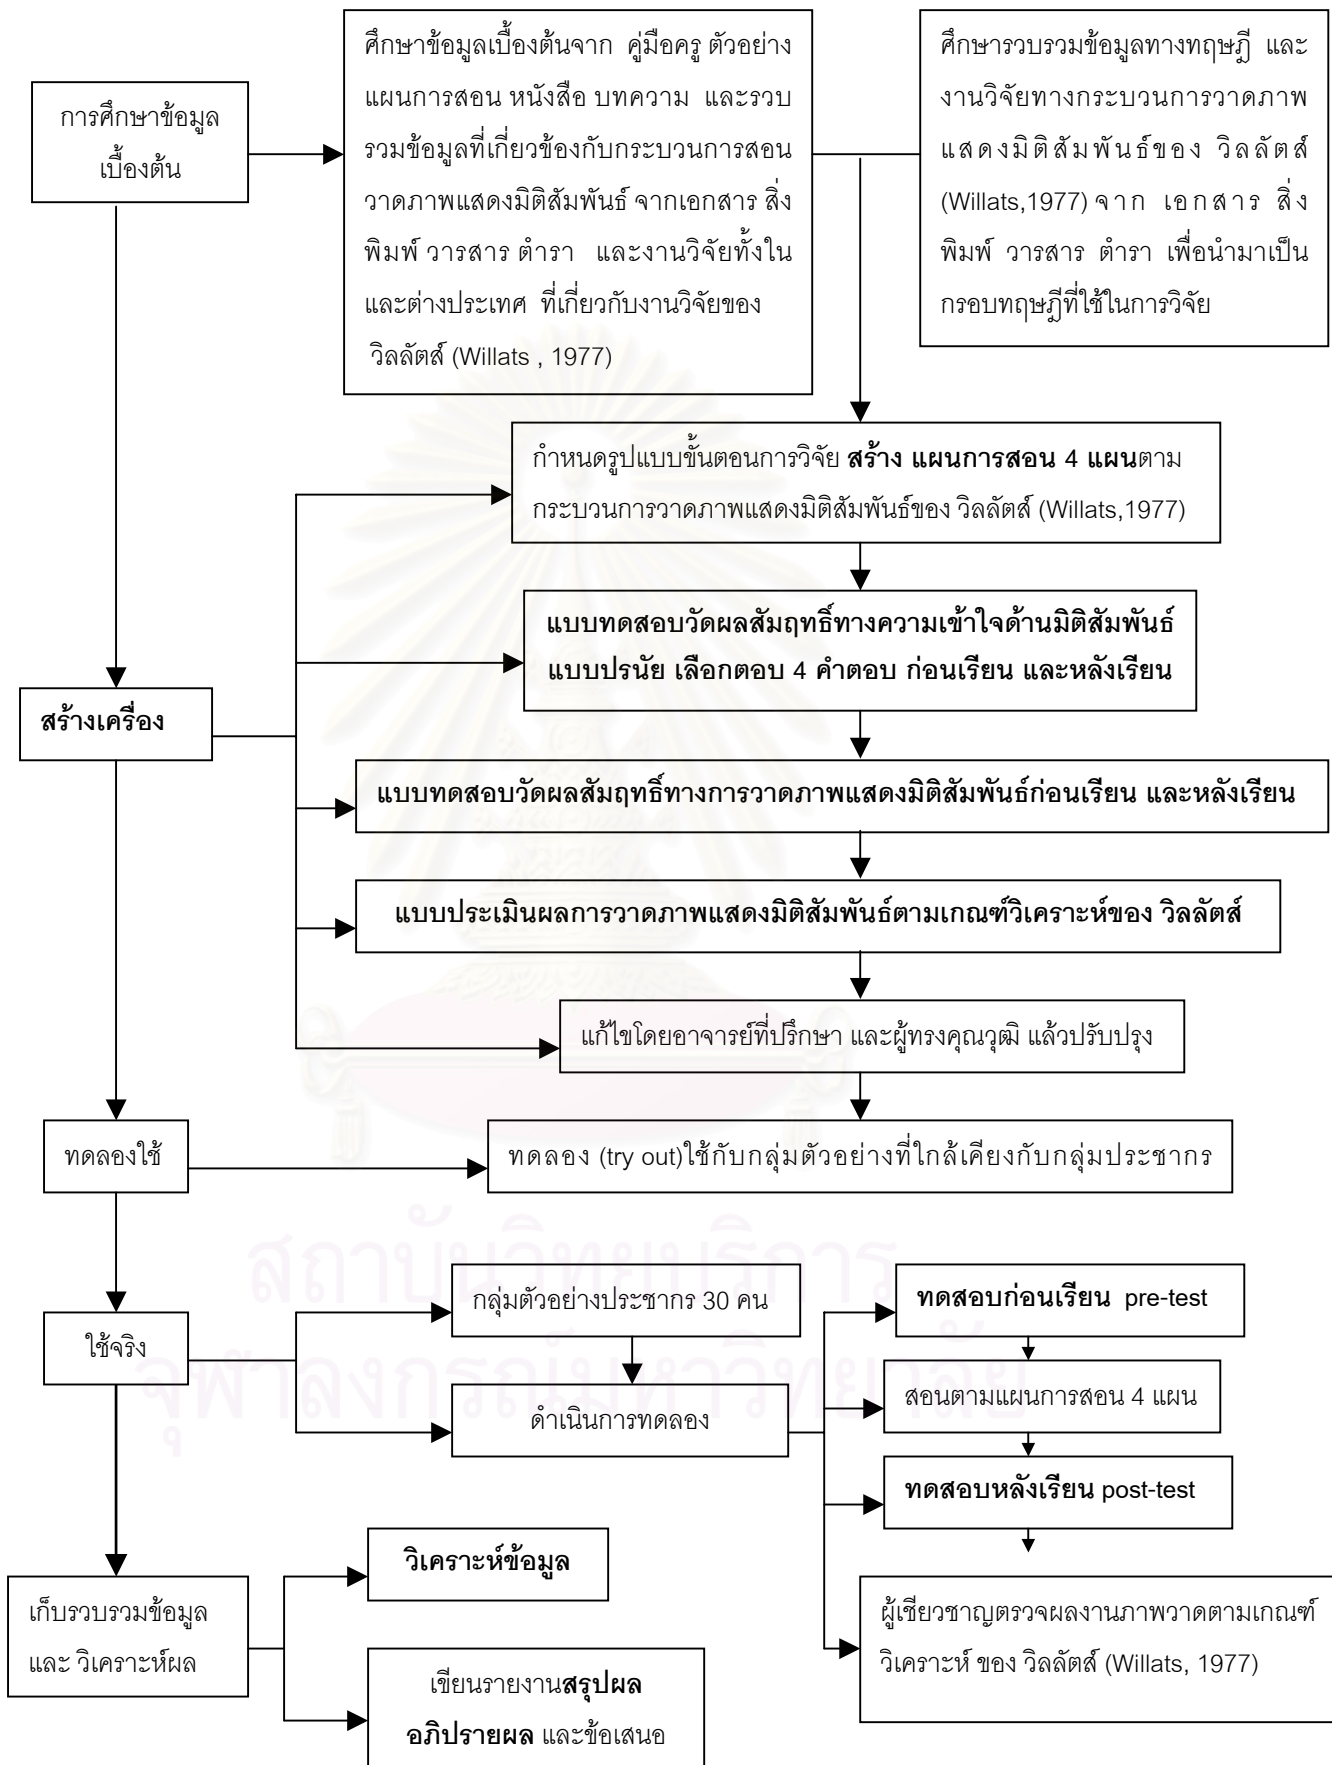 การศึกษาข้อมูล
เบื้องต้น
ศึกษาข้อมูลเบื้องต้นจาก คู่มือครู ตัวอย่าง
แผนการสอน หนังสือ บทความ และรวบ
รวมข้อมูลที่เกี่ยวข้องกับกระบวนการสอน
วาดภาพแสดงมิติสัมพันธ์ จากเอกสาร สิ่ง
พิมพ์ วารสาร ตำรา และงานวิจัยทั้งใน
และต่างประเทศ ที่เกี่ยวกับงานวิจัยของ
วิลลัตส์ (Willats , 1977)
ศึกษารวบรวมข้อมูลทางทฤษฎี และ
งานวิจัยทางกระบวนการวาดภาพ
แสดงมิติสัมพันธ์ของ วิลลัตส์
(Willats,1977) จาก เอกสาร สิ่ง
พิมพ์ วารสาร ตำรา เพื่อนำมาเป็น
กรอบทฤษฎีที่ใช้ในการวิจัย
กำหนดรูปแบบขั้นตอนการวิจัย สร้าง แผนการสอน 4 แผนตาม
กระบวนการวาดภาพแสดงมิติสัมพันธ์ของ วิลลัตส์ (Willats,1977)
แบบทดสอบวัดผลสัมฤทธิ์ทางความเข้าใจด้านมิติสัมพันธ์
แบบปรนัย เลือกตอบ 4 คำตอบ ก่อนเรียน และหลังเรียน
สร้างเครื่อง
แบบทดสอบวัดผลสัมฤทธิ์ทางการวาดภาพแสดงมิติสัมพันธ์ก่อนเรียน และหลังเรียน
แบบประเมินผลการวาดภาพแสดงมิติสัมพันธ์ตามเกณฑ์วิเคราะห์ของ วิลลัตส์
แก้ไขโดยอาจารย์ที่ปรึกษา และผู้ทรงคุณวุฒิ แล้วปรับปรุง
ทดลองใช้
ทดลอง (try out)ใช้กับกลุ่มตัวอย่างที่ใกล้เคียงกับกลุ่มประชากร
สถาบันวิทยบริการ
จุฬาลงกรณ์มหาวิทยาลัย
ใช้จริง
กลุ่มตัวอย่างประชากร 30 คน
ดำเนินการทดลอง
ทดสอบก่อนเรียน pre-test
สอนตามแผนการสอน 4 แผน
ทดสอบหลังเรียน post-test
ผู้เชียวชาญตรวจผลงานภาพวาดตามเกณฑ์
วิเคราะห์ ของ วิลลัตส์ (Willats, 1977)
เก็บรวบรวมข้อมูล
และ วิเคราะห์ผล
วิเคราะห์ข้อมูล
เขียนรายงานสรุปผล
อภิปรายผล และข้อเสนอ